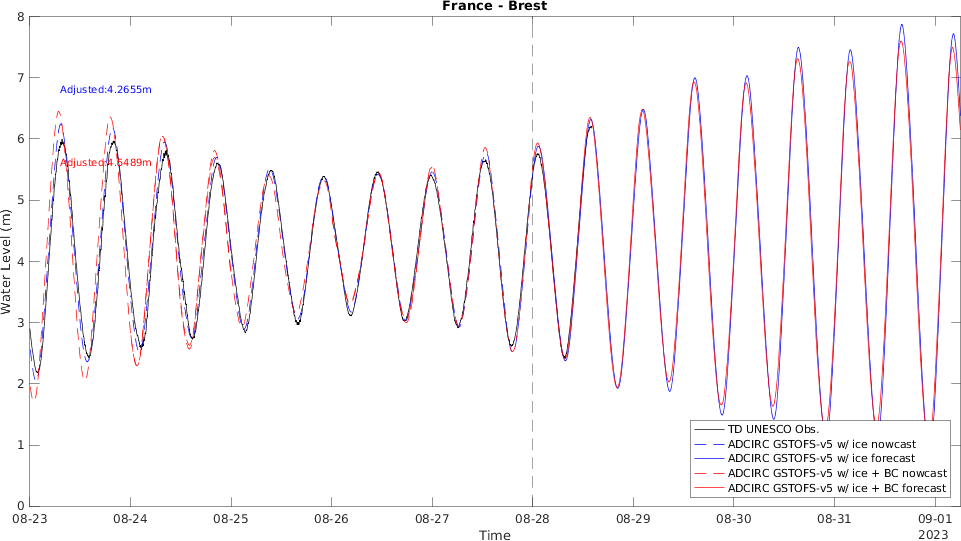 France - Brest
8
7
6
5
4
3
2
1
0
Water Level (m)
Adjusted:4.2655m
Adjusted:4.5489m
TD UNESCO Obs.
ADCIRC GSTOFS-v5 w/ ice nowcast
ADCIRC GSTOFS-v5 w/ ice forecast
ADCIRC GSTOFS-v5 w/ ice + BC nowcast
ADCIRC GSTOFS-v5 w/ ice + BC forecast
08-23 08-24 08-25 08-26 08-27 08-28 08-29 08-30 08-31 09-01
Time
2023